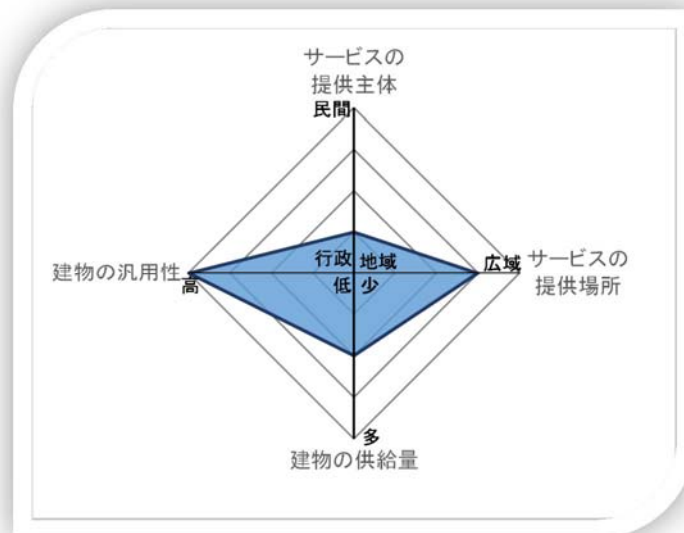 サービスの
提供主体
民間
建物の汎用性
高
行政
地域
低
少
広域
サービスの
提供場所
多
建物の供給量